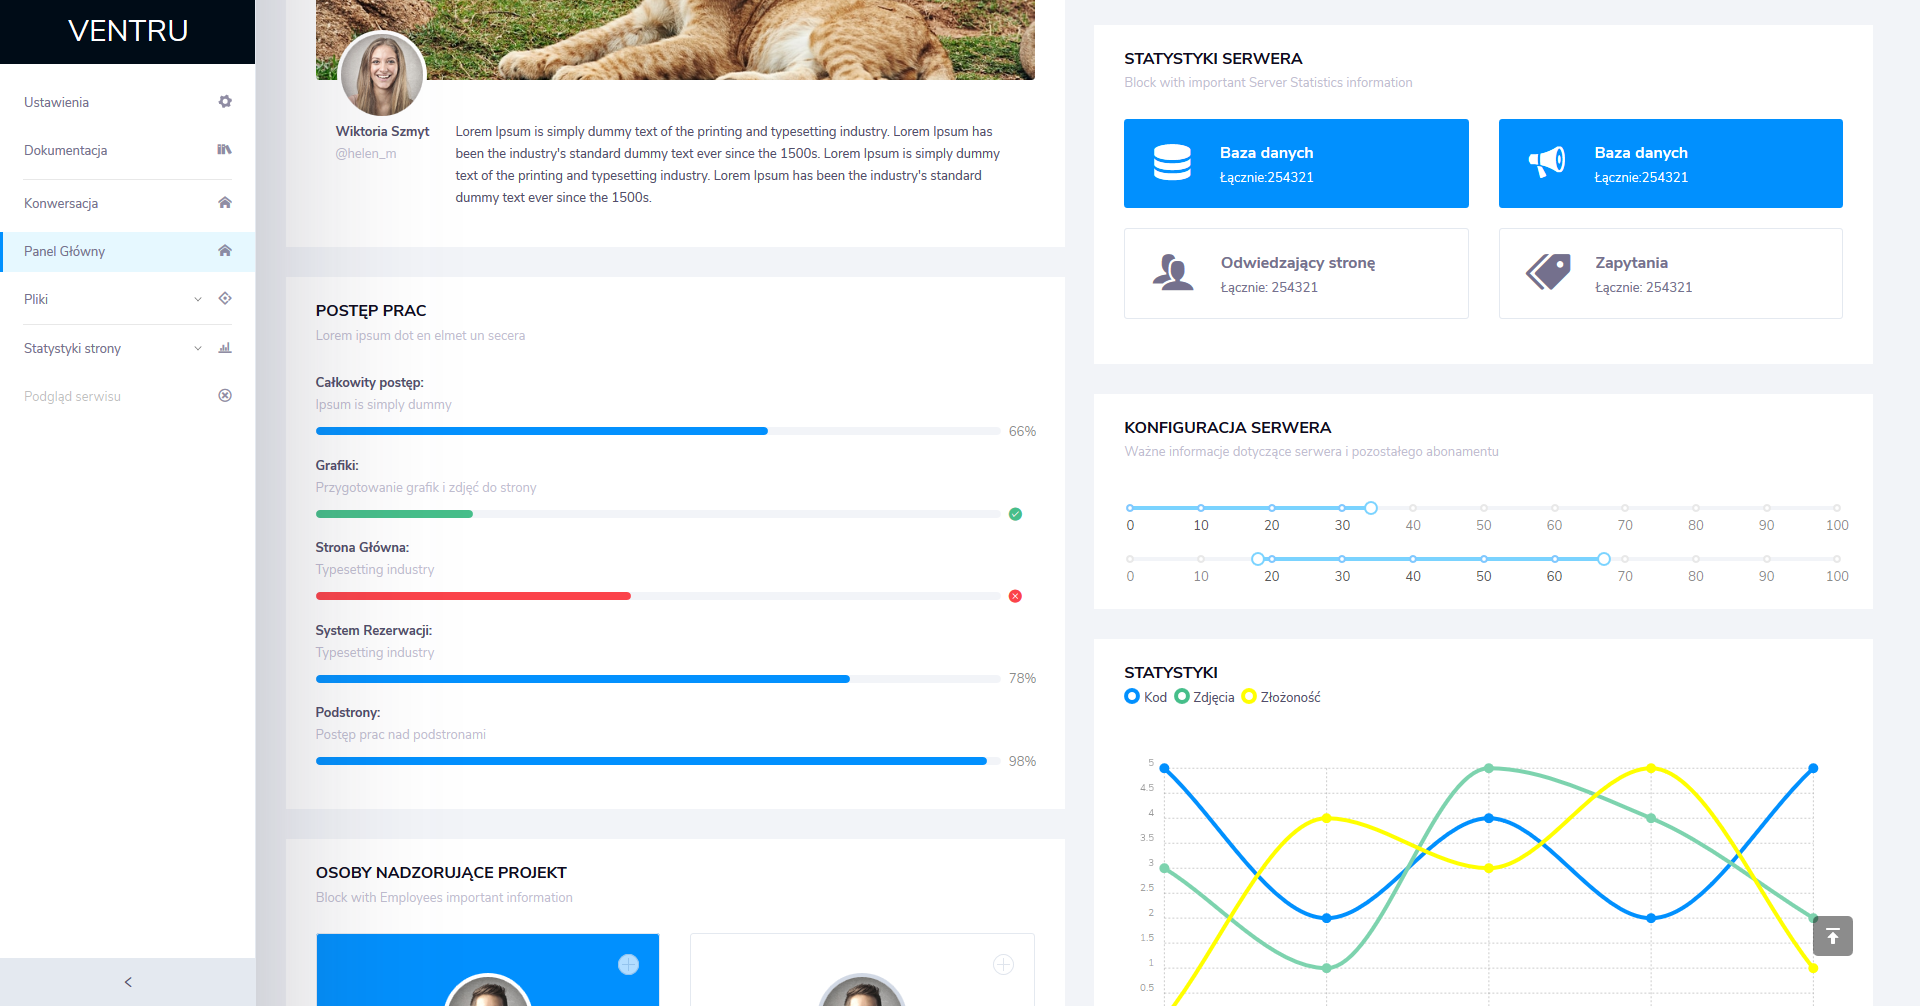 VENTRU
Ustawienia
Dokumentacja
Konwersacja
Panel Główny
Pliki
Statystyki strony
Podgląd serwisu
Wiktoria Szmyt
@helen_m
Lorem Ipsum is simply dummy text of the printing and typesetting industry. Lorem Ipsum has
been the industry's standard dummy text ever since the 1500s. Lorem Ipsum is simply dummy
text of the printing and typesetting industry. Lorem Ipsum has been the industry's standard
dummy text ever since the 1500s.
POSTĘP PRAC
Lorem ipsum dot en elmet un secera
Całkowity postęp:
Ipsum is simply dummy
66%
Grafiki:
Przygotowanie grafik i zdjęć do strony
Strona Główna:
Typesetting industry
System Rezerwacji:
Typesetting industry
78%
Podstrony:
Postęp prac nad podstronami
98%
OSOBY NADZORUJĄCE PROJEKT
Block with Employees important information
STATYSTYKI SERWERA
Block with important Server Statistics information
Baza danych
Łącznie:254321
Baza danych
Łącznie:254321
Odwiedzający stronę
Łącznie: 254321
Zapytania
Łącznie: 254321
KONFIGURACJA SERWERA
Ważne informacje dotyczące serwera i pozostałego abonamentu
0 10 20 30 40 50 60 70 80 90 100
0 10 20 30 40 50 60 70 80 90 100
STATYSTYKI
Kod Zdjęcia Złożoność
5
4.5
4
3.5
3
2.5
2
1.5
1
0.5